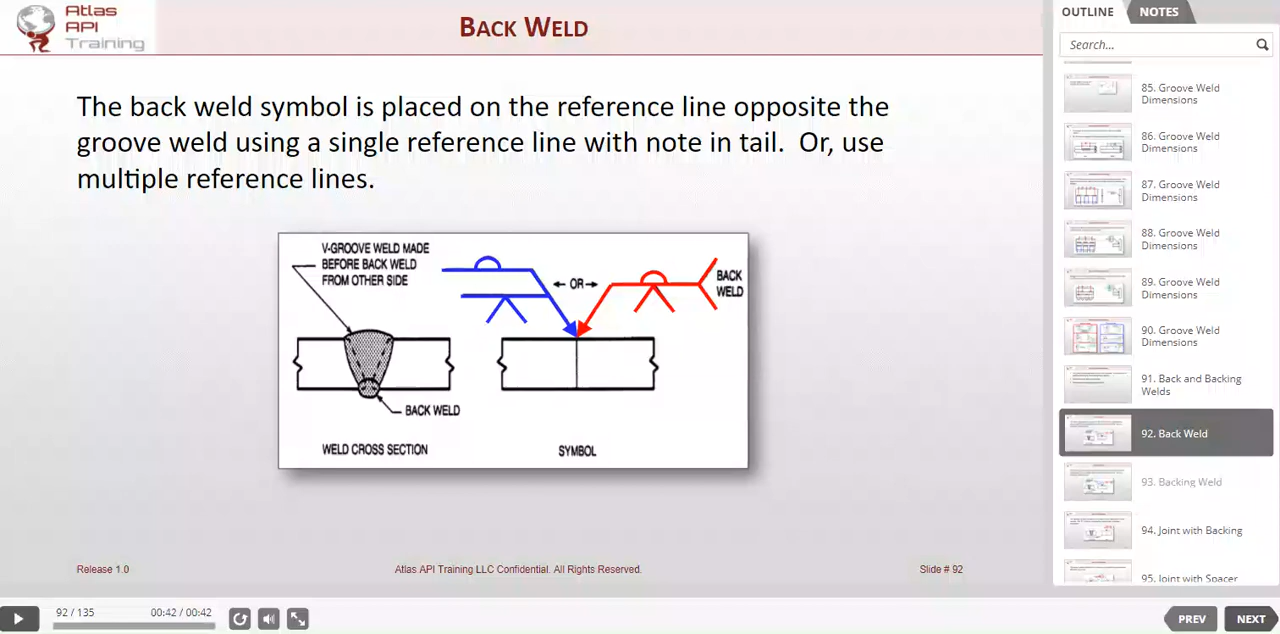 Atlas
API
Training
BACK WELD
The back weld symbol is placed on the reference line opposite the
groove weld using a single reference line with note in tail. Or, use
multiple reference lines.
V-GROOVE WELD MADE
BEFORE BACK WELD
FROM OTHER SIDE
OR
BACK
WELD
BACK WELD
WELD CROSS SECTION
SYMBOL
Release 1.0
Atlas API Training LLC Confidential. All Rights Reserved.
Slide # 92
92 / 135
00:42 / 00:42
PREV
NEXT
OUTLINE
NOTES
Search...
85. Groove Weld
Dimensions
86. Groove Weld
Dimensions
87. Groove Weld
Dimensions
88. Groove Weld
Dimensions
89. Groove Weld
Dimensions
90. Groove Weld
Dimensions
91. Back and Backing
Welds
92. Back Weld
93. Backing Weld
94. Joint with Backing
95. Joint with Spacer